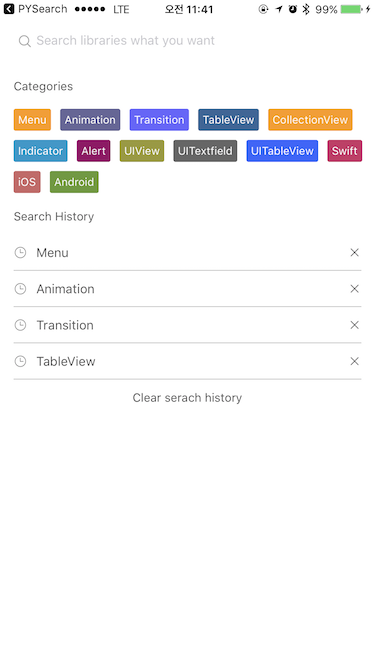 PYSearch LTE 오전 11:41 99%
Search libraries what you want
Categories
Menu Animation Transition TableView CollectionView
Indicator Alert UIView UITextfield UITableView Swift
iOS Android
Search History
Menu
Animation
Transition
TableView
Clear serach history